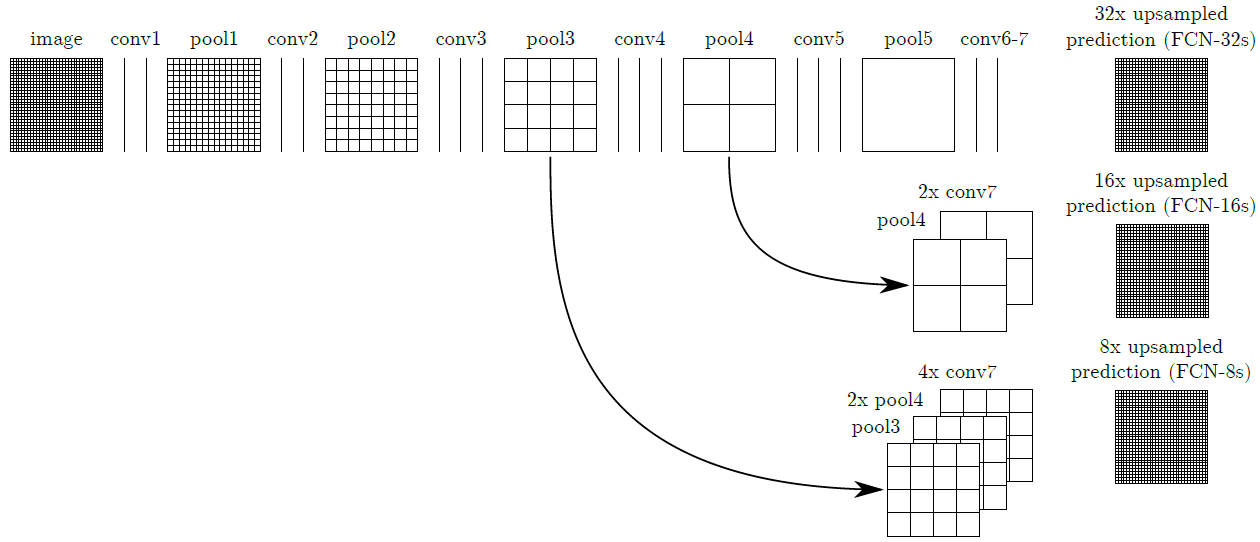 image conv1 pool1 conv2 pool2 conv3 pool3 conv4 pool4 conv5 pool5 conv6-7
32x upsampled
prediction (FCN-32s)
16x upsampled
prediction (FCN-16s)
2x conv7
pool4
8x upsampled
prediction (FCN-8s)
4x conv7
2x pool4
pool3